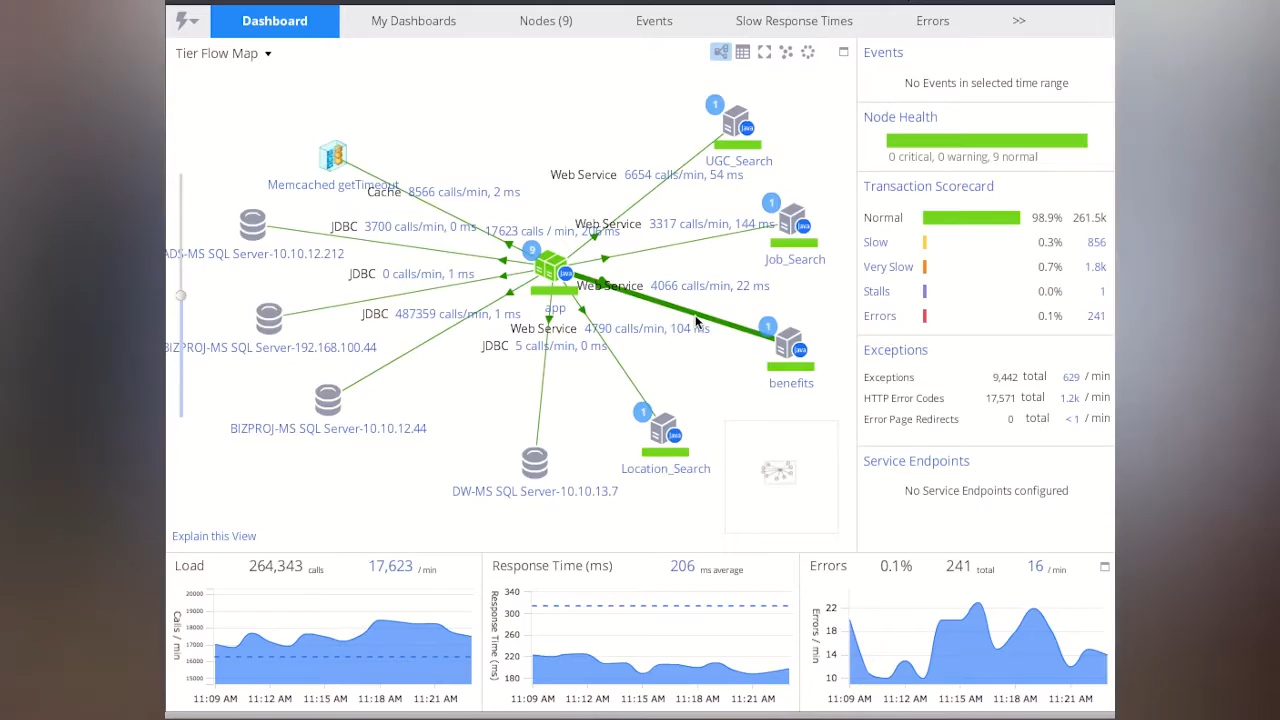 Dashboard
My Dashboards
Nodes (9)
Events
Slow Response Times
Errors
>>
Tier Flow Map
1
UGC_Search
Memcached getTimeout
Cache 8566 calls/min, 2 ms
Web Service 6654 calls/min, 54 ms
1
Job_Search
JDBC 3700 calls/min, 0 ms
17623 calls / min, 206 ms
Web Service 3317 calls/min, 144 ms
ADS-MS SQL Server-10.10.12.212
9
java
app
JDBC 0 calls/min, 1 ms
Web Service 4066 calls/min, 22 ms
JDBC 487359 calls/min, 1 ms
Web Service 4790 calls/min, 104 ms
JDBC 5 calls/min, 0 ms
BIZPROJ-MS SQL Server-192.168.100.44
1
benefits
BIZPROJ-MS SQL Server-10.10.12.44
1
Location_Search
DW-MS SQL Server-10.10.13.7
Explain this View
Events
No Events in selected time range
Node Health
0 critical, 0 warning, 9 normal
Transaction Scorecard
Normal 98.9% 261.5k
Slow 0.3% 856
Very Slow 0.7% 1.8k
Stalls 0.0% 1
Errors 0.1% 241
Exceptions
Exceptions 9,442 total 629 / min
HTTP Error Codes 17,571 total 1.2k / min
Error Page Redirects 0 total < 1 / min
Service Endpoints
No Service Endpoints configured
Load 264,343 calls 17,623 / min
Calls / min
20000
19000
18000
17000
16000
15000
11:09 AM 11:12 AM 11:15 AM 11:18 AM 11:21 AM
Response Time (ms) 206 ms average
Response Time (ms)
340
300
260
220
180
11:09 AM 11:12 AM 11:15 AM 11:18 AM 11:21 AM
Errors 0.1% 241 total 16 / min
Errors / min
22
18
14
10
11:09 AM 11:12 AM 11:15 AM 11:18 AM 11:21 AM